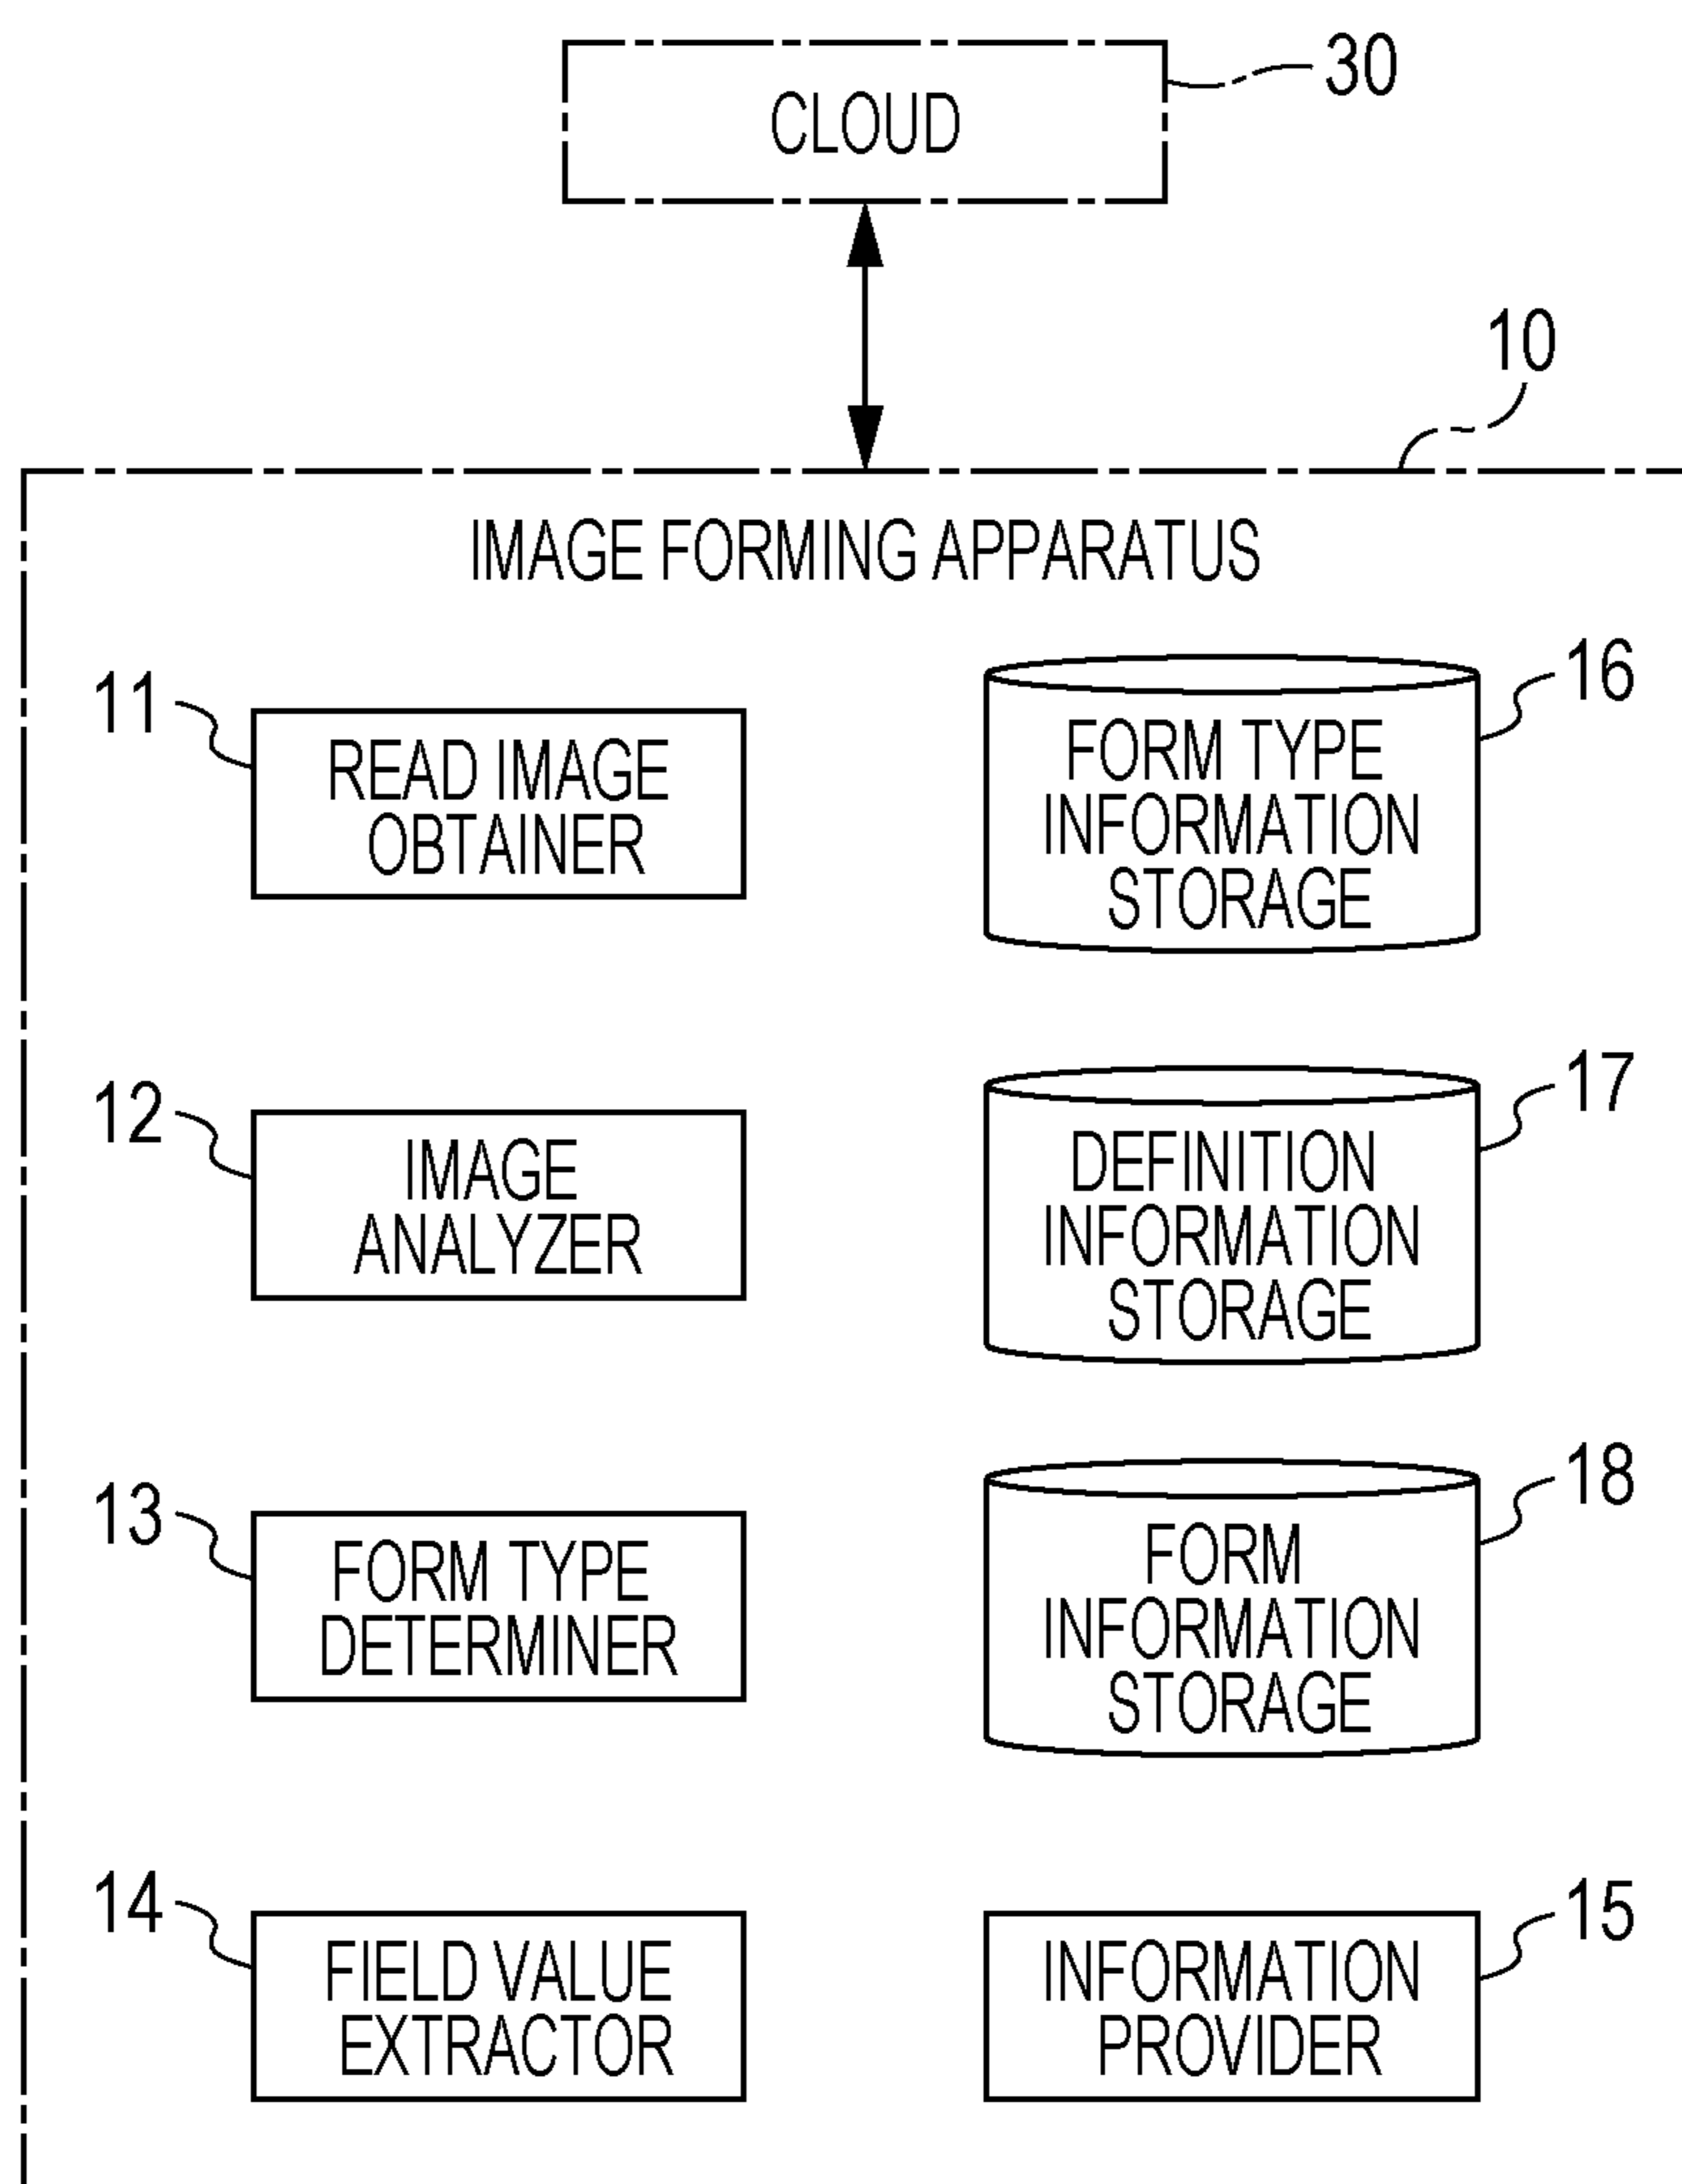 CLOUD
30
10
IMAGE FORMING APPARATUS
11
READ IMAGE
OBTAINER
16
FORM TYPE
INFORMATION
STORAGE
12
IMAGE
ANALYZER
17
DEFINITION
INFORMATION
STORAGE
13
FORM TYPE
DETERMINER
18
FORM
INFORMATION
STORAGE
14
FIELD VALUE
EXTRACTOR
15
INFORMATION
PROVIDER